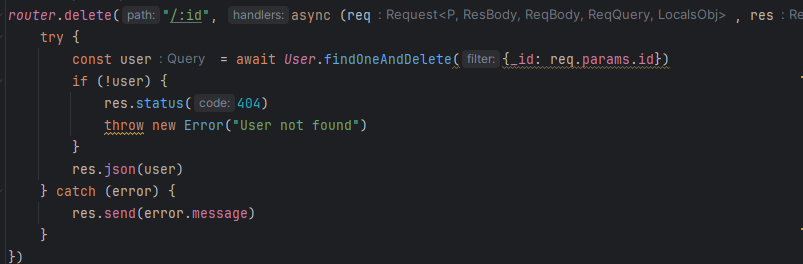 router.delete( path: "/:id", handlers: async (req : Request<P, ResBody, ReqBody, ReqQuery, LocalsObj> , res
try {
const user : Query = await User.findOneAndDelete( filter: {_id: req.params.id})
if (!user) {
res.status( code: 404)
throw new Error("User not found")
}
res.json(user)
} catch (error) {
res.send(error.message)
}
})